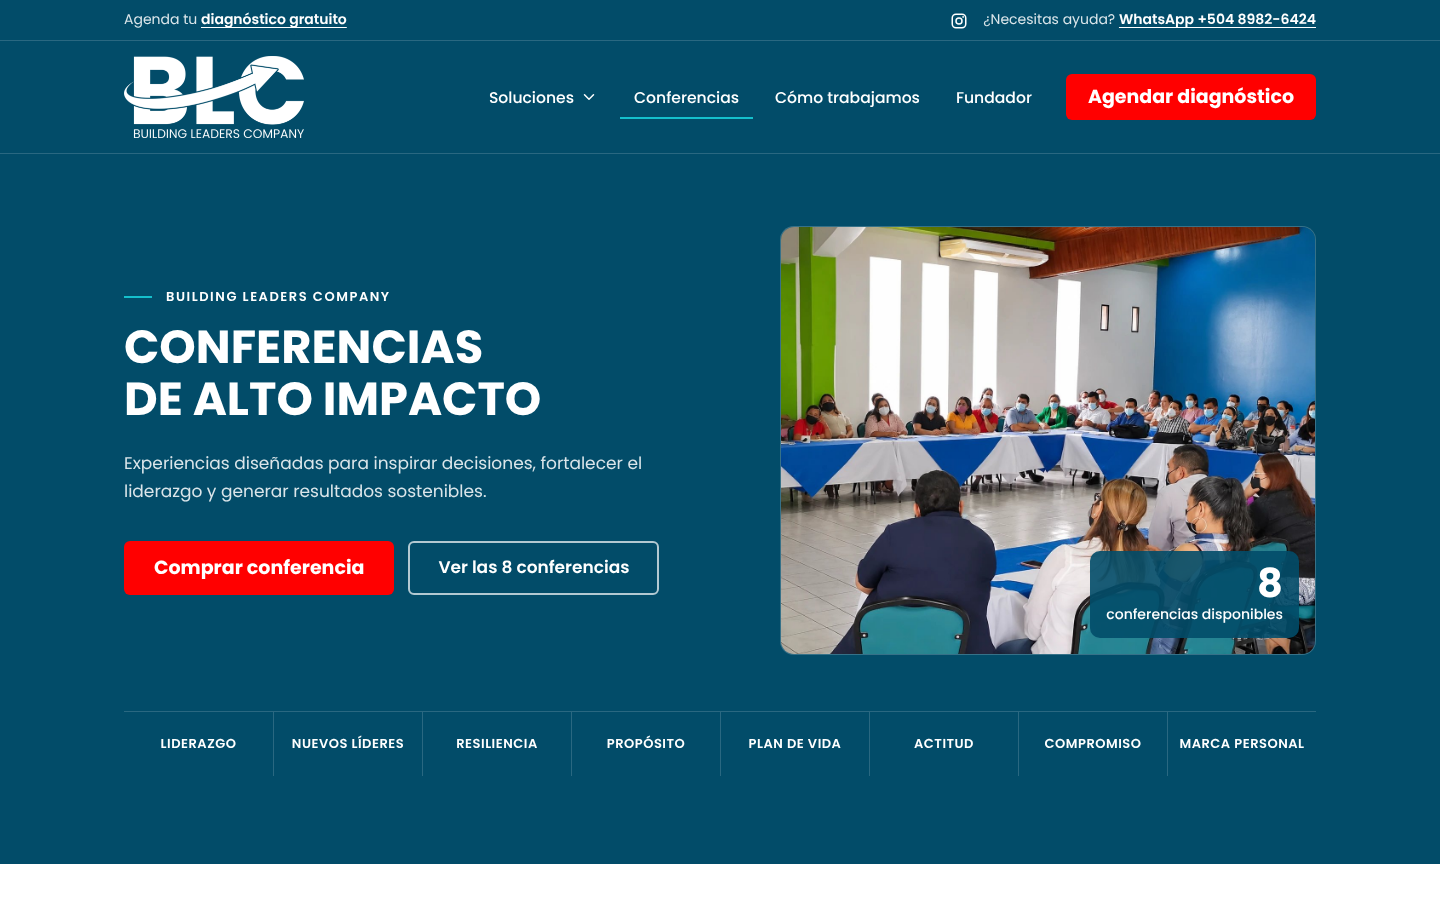 Agenda tu diagnóstico gratuito
¿Necesitas ayuda? WhatsApp +504 8982-6424
BLC
BUILDING LEADERS COMPANY
Soluciones
Conferencias
Cómo trabajamos
Fundador
Agendar diagnóstico
BUILDING LEADERS COMPANY
CONFERENCIAS
DE ALTO IMPACTO
Experiencias diseñadas para inspirar decisiones, fortalecer el
liderazgo y generar resultados sostenibles.
Comprar conferencia
Ver las 8 conferencias
8
conferencias disponibles
LIDERAZGO
NUEVOS LÍDERES
RESILIENCIA
PROPÓSITO
PLAN DE VIDA
ACTITUD
COMPROMISO
MARCA PERSONAL